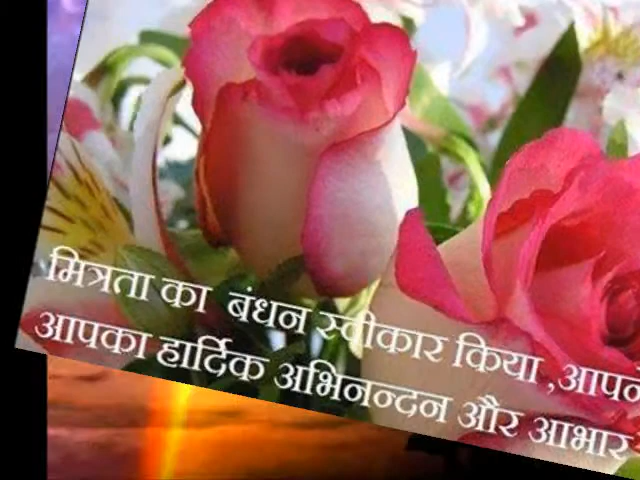 मित्रता का बंधन स्वीकार किया ,आपने
आपका हार्दिक अभिनन्दन और आभार